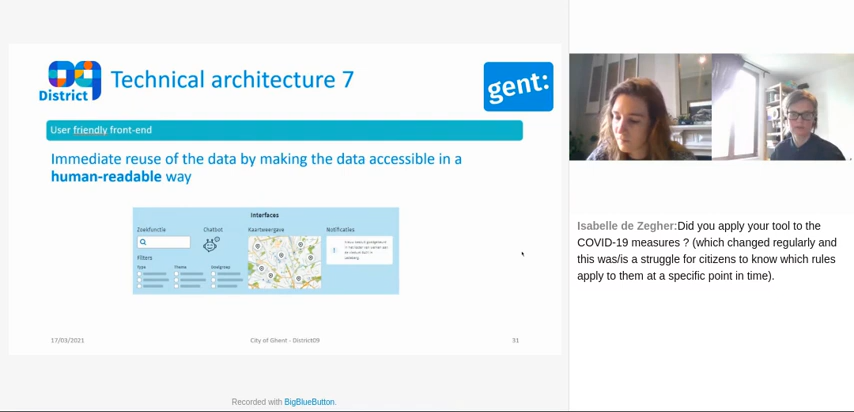 District
Technical architecture 7
gent:
User friendly front-end
Immediate reuse of the data by making the data accessible in a
human-readable way
Interfaces
Zoekfunctie
Chatbot
Kaartweergave
Notificaties
Filters
Type
Thema
Doelgroep
17/03/2021
City of Ghent - District09
31
Isabelle de Zegher:Did you apply your tool to the
COVID-19 measures ? (which changed regularly and
this was/is a struggle for citizens to know which rules
apply to them at a specific point in time).
Recorded with BigBlueButton.